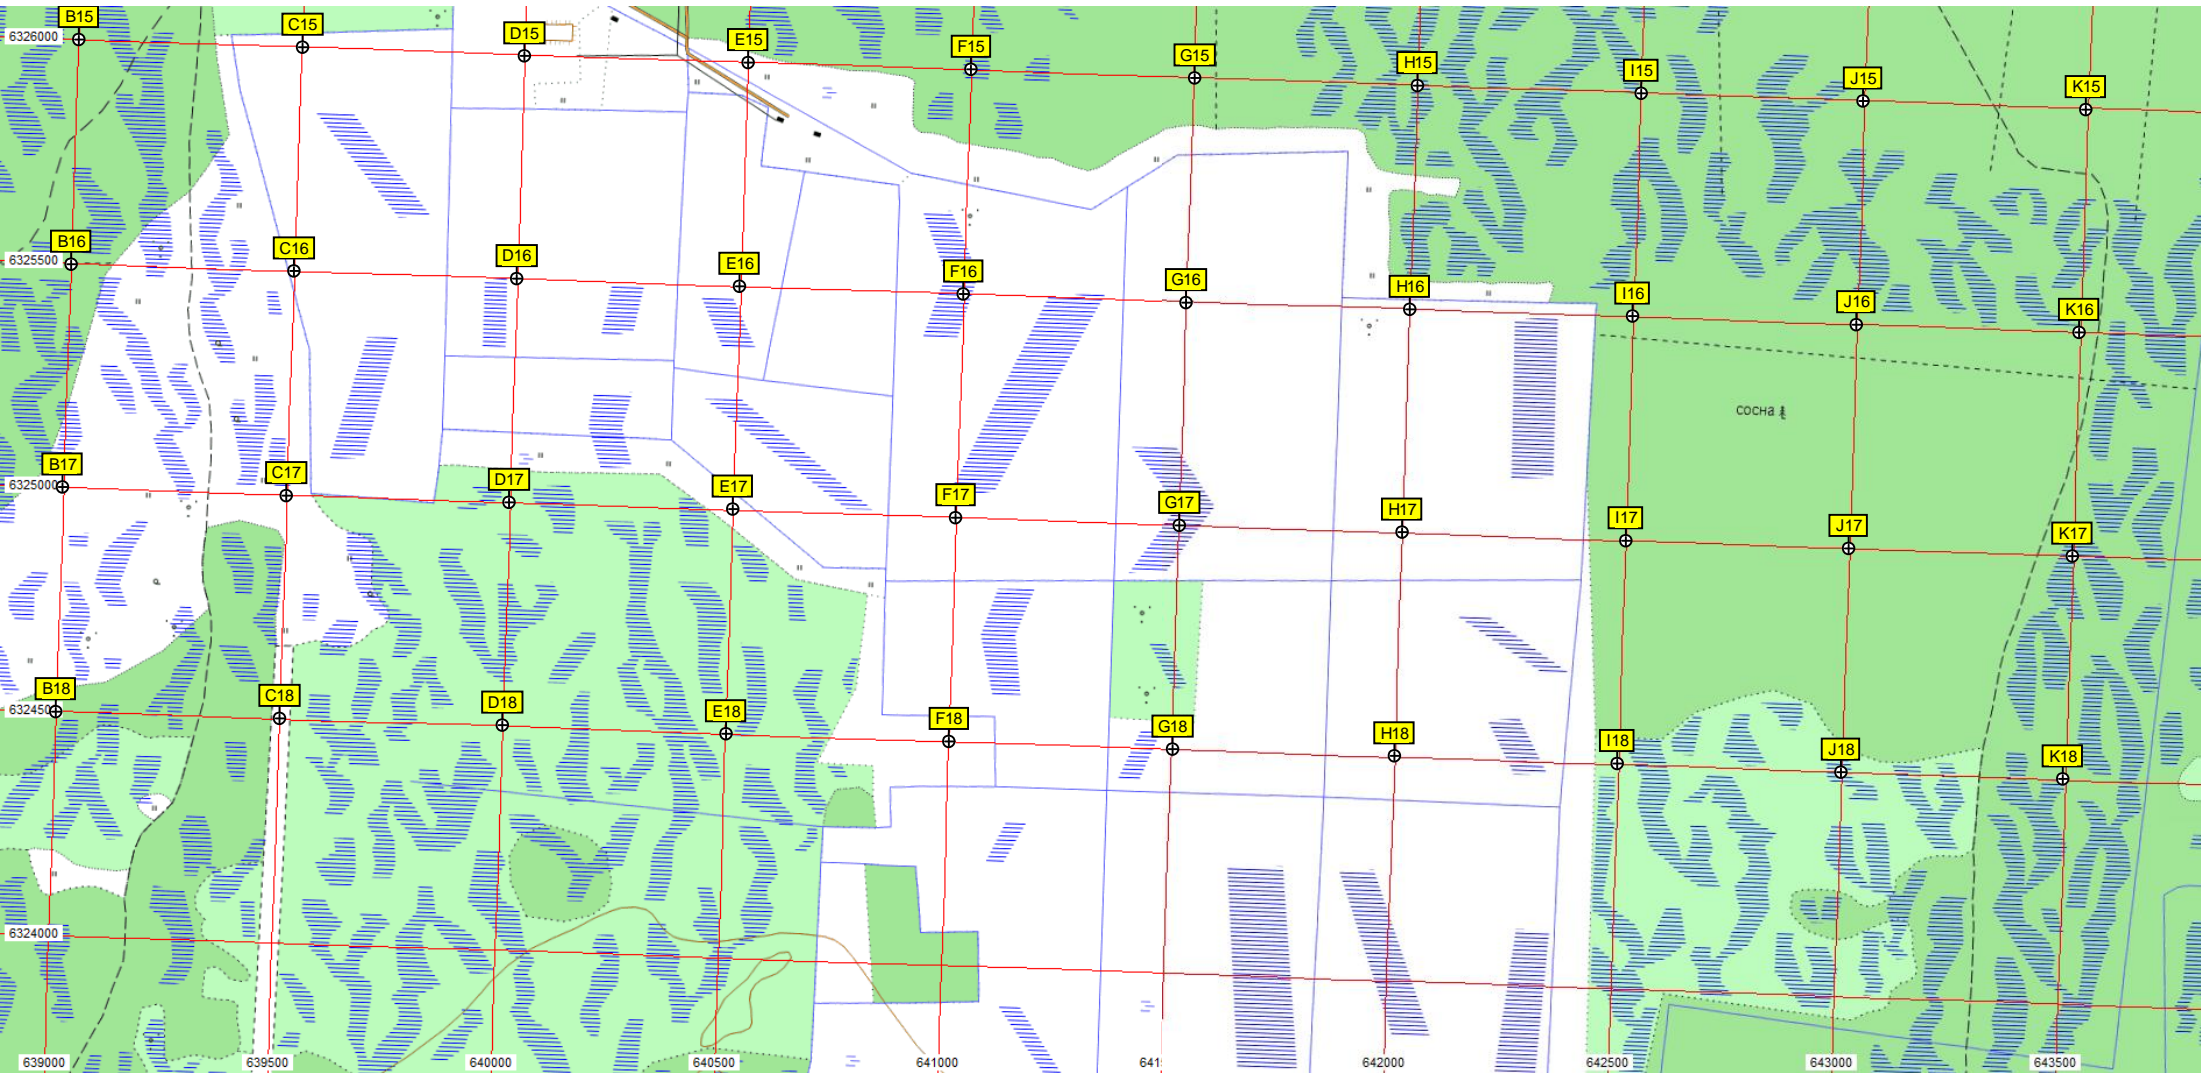 B15 C15 D15 E15 F15 G15 H15 I15 J15 K15
6326000
B16 C16 D16 E16 F16 G16 H16 I16 J16 K16
6325500
сосна
B17 C17 D17 E17 F17 G17 H17 I17 J17 K17
6325000
B18 C18 D18 E18 F18 G18 H18 I18 J18 K18
632450
6324000
639000 639500 640000 640500 641000 641 642000 642500 643000 643500